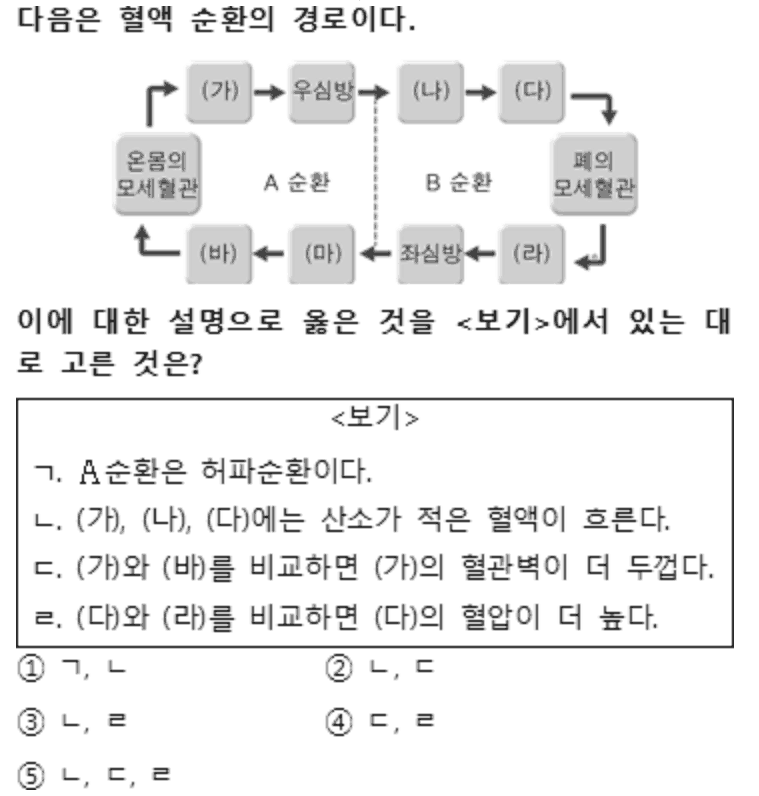 다음은 혈액 순환의 경로이다.
(가) 우심방 (나) (다)
온몸의 모세혈관 A 순환 B 순환 폐의 모세혈관
(바) (마) 좌심방 (라)
이에 대한 설명으로 옳은 것을 <보기>에서 있는 대
로 고른 것은?
<보기>
ㄱ. A순환은 허파순환이다.
ㄴ. (가), (나), (다)에는 산소가 적은 혈액이 흐른다.
ㄷ. (가)와 (바)를 비교하면 (가)의 혈관벽이 더 두껍다.
ㄹ. (다)와 (라)를 비교하면 (다)의 혈압이 더 높다.
① ㄱ, ㄴ ② ㄴ, ㄷ
③ ㄴ, ㄹ ④ ㄷ, ㄹ
⑤ ㄴ, ㄷ, ㄹ